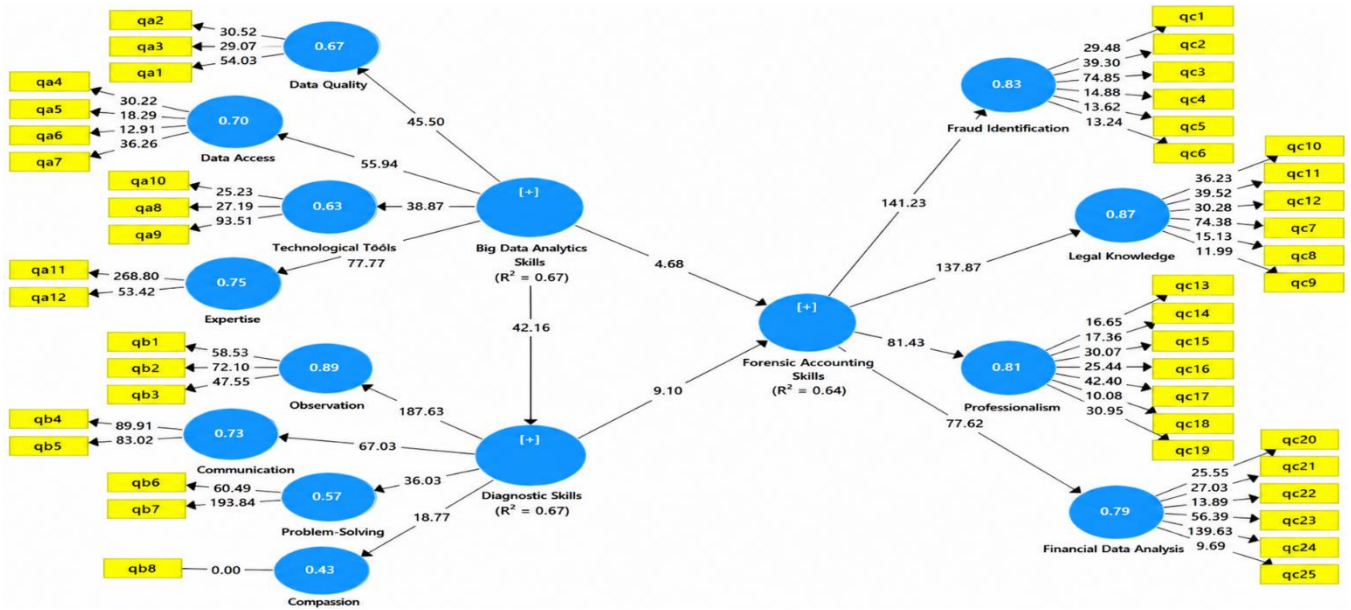 qa2
30.52
qa3
29.07
qa1
54.03
0.67
Data Quality
qa4
30.22
qa5
18.29
qa6
12.91
qa7
36.26
0.70
Data Access
qa10
25.23
qa8
27.19
qa9
93.51
0.63
Technological Tööls
qa11
268.80
qa12
53.42
0.75
Expertise
45.50
55.94
38.87
77.77
[+]
Big Data Analytics
Skills
(R² = 0.67)
42.16
4.68
qb1
58.53
qb2
72.10
qb3
47.55
0.89
Observation
qb4
89.91
qb5
83.02
0.73
Communication
qb6
60.49
qb7
193.84
0.57
Problem-Solving
qb8
0.00
0.43
Compassion
187.63
67.03
36.03
18.77
[+]
Diagnostic Skills
(R² = 0.67)
9.10
[+]
Forensic Accounting
Skills
(R² = 0.64)
141.23
137.87
81.43
77.62
0.83
Fraud Identification
29.48
qc1
39.30
qc2
74.85
qc3
14.88
qc4
13.62
qc5
13.24
qc6
0.87
Legal Knowledge
36.23
qc10
39.52
qc11
30.28
qc12
74.38
qc7
15.13
qc8
11.99
qc9
0.81
Professionalism
16.65
qc13
17.36
qc14
30.07
qc15
25.44
qc16
42.40
qc17
10.08
qc18
30.95
qc19
0.79
Financial Data Analysis
25.55
qc20
27.03
qc21
13.89
qc22
56.39
qc23
139.63
qc24
9.69
qc25